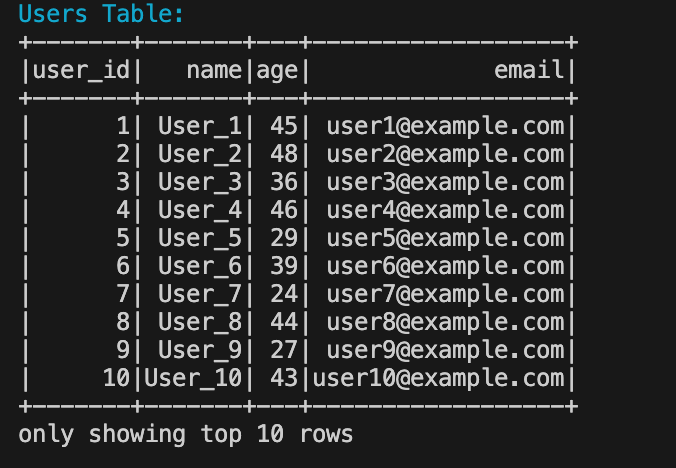 Users Table:
+-------+-------+---+------------------+
|user_id|   name|age|             email|
+-------+-------+---+------------------+
|      1| User_1| 45| user1@example.com|
|      2| User_2| 48| user2@example.com|
|      3| User_3| 36| user3@example.com|
|      4| User_4| 46| user4@example.com|
|      5| User_5| 29| user5@example.com|
|      6| User_6| 39| user6@example.com|
|      7| User_7| 24| user7@example.com|
|      8| User_8| 44| user8@example.com|
|      9| User_9| 27| user9@example.com|
|     10|User_10| 43|user10@example.com|
+-------+-------+---+------------------+
only showing top 10 rows